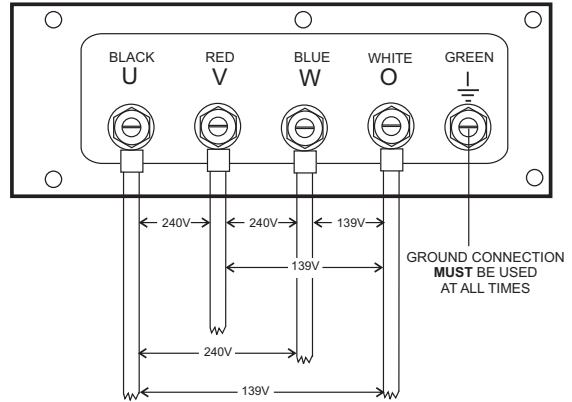 BLACK RED BLUE WHITE GREEN
U V W O
240V 240V 139V
139V
GROUND CONNECTION
MUST BE USED
AT ALL TIMES
240V
139V